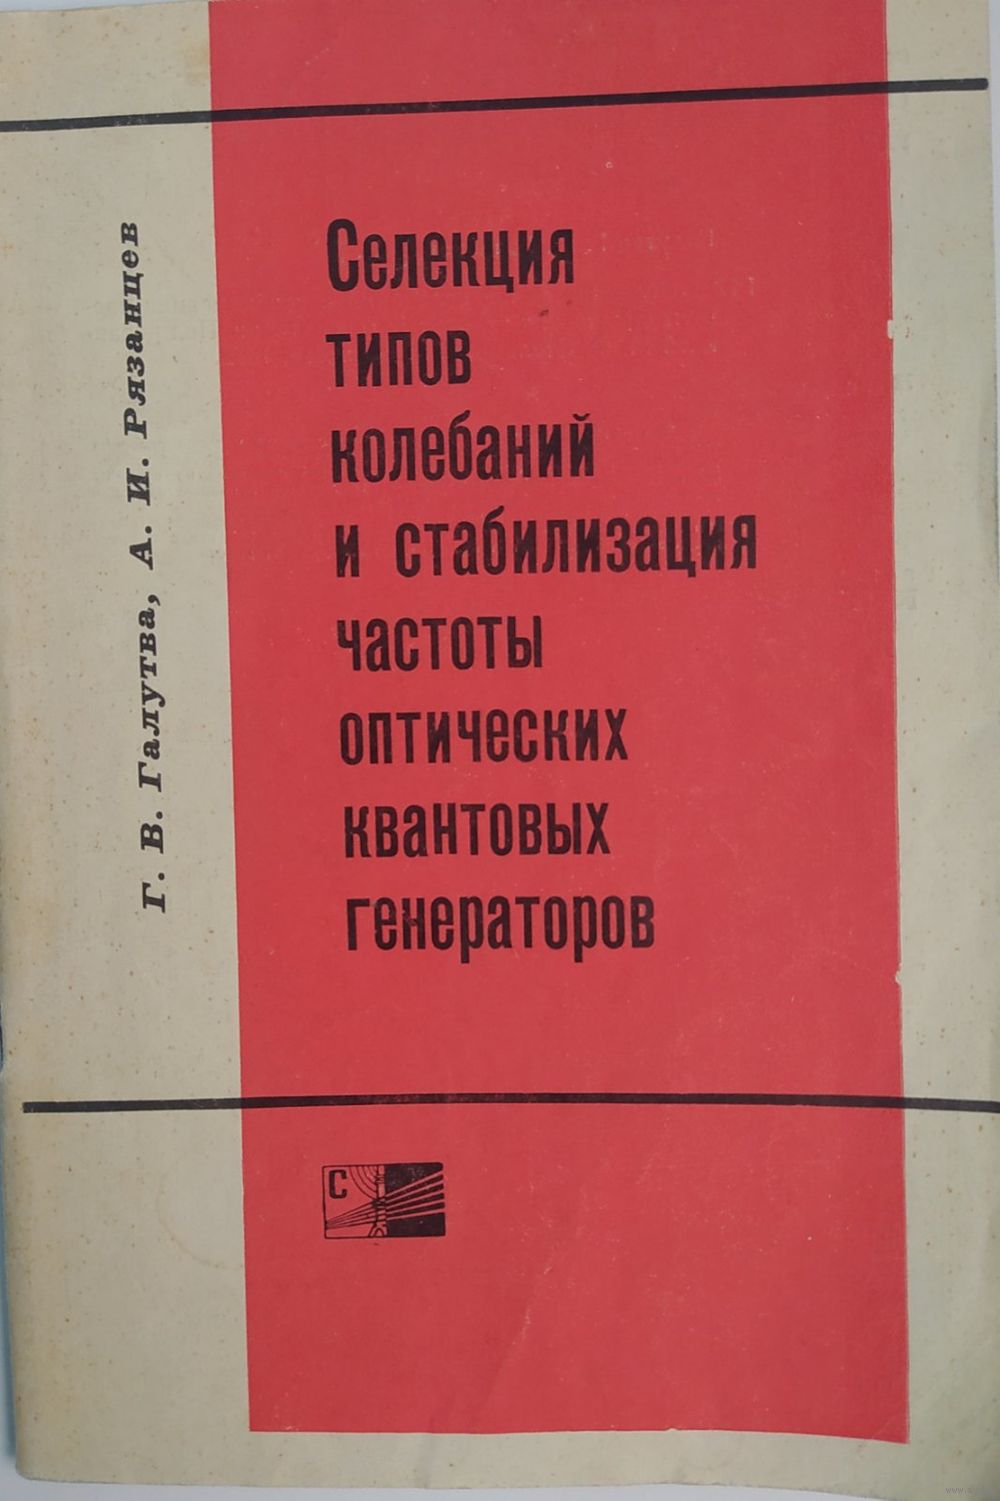 Г. В. Галутва, А. И. Рязанцев
Селекция
типов
колебаний
и стабилизация
частоты
оптических
квантовых
генераторов
С